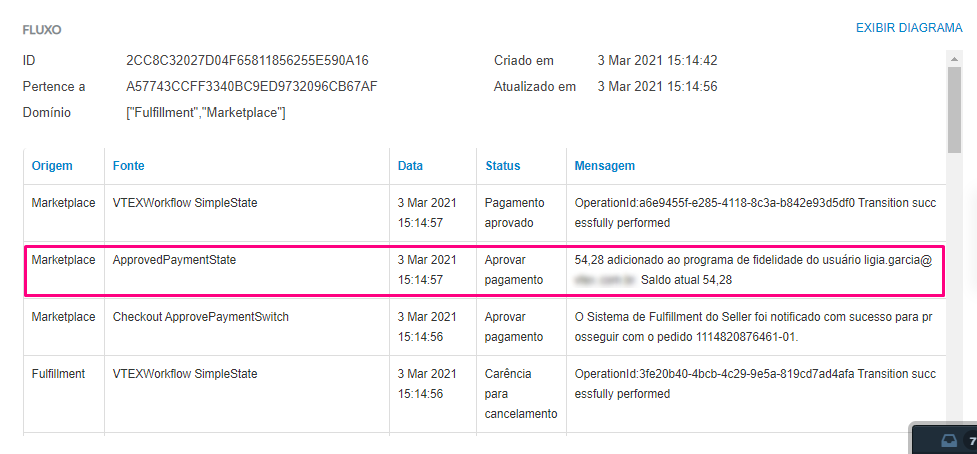 FLUXO
EXIBIR DIAGRAMA
ID 2CC8C32027D04F65811856255E590A16 Criado em 3 Mar 2021 15:14:42
Pertence a A57743CCFF3340BC9ED9732096CB67AF Atualizado em 3 Mar 2021 15:14:56
Domínio ["Fulfillment","Marketplace"]
Origem Fonte Data Status Mensagem
Marketplace VTEXWorkflow SimpleState 3 Mar 2021 Pagamento OperationId:a6e9455f-e285-4118-8c3a-b842e93d5df0 Transition succ
15:14:57 aprovado essfully performed
Marketplace ApprovedPaymentState 3 Mar 2021 Aprovar 54,28 adicionado ao programa de fidelidade do usuário ligia.garcia@
15:14:57 pagamento Saldo atual 54,28
Marketplace Checkout ApprovePaymentSwitch 3 Mar 2021 Aprovar O Sistema de Fulfillment do Seller foi notificado com sucesso para pr
15:14:56 pagamento osseguir com o pedido 1114820876461-01.
Fulfillment VTEXWorkflow SimpleState 3 Mar 2021 Carência OperationId:3fe20b40-4bcb-4c29-9e5a-819cd7ad4afa Transition succ
15:14:56 para essfully performed
cancelamento
7